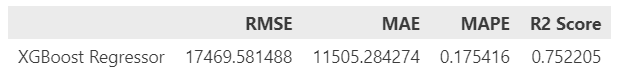 RMSE MAE MAPE R2 Score
XGBoost Regressor 17469.581488 11505.284274 0.175416 0.752205